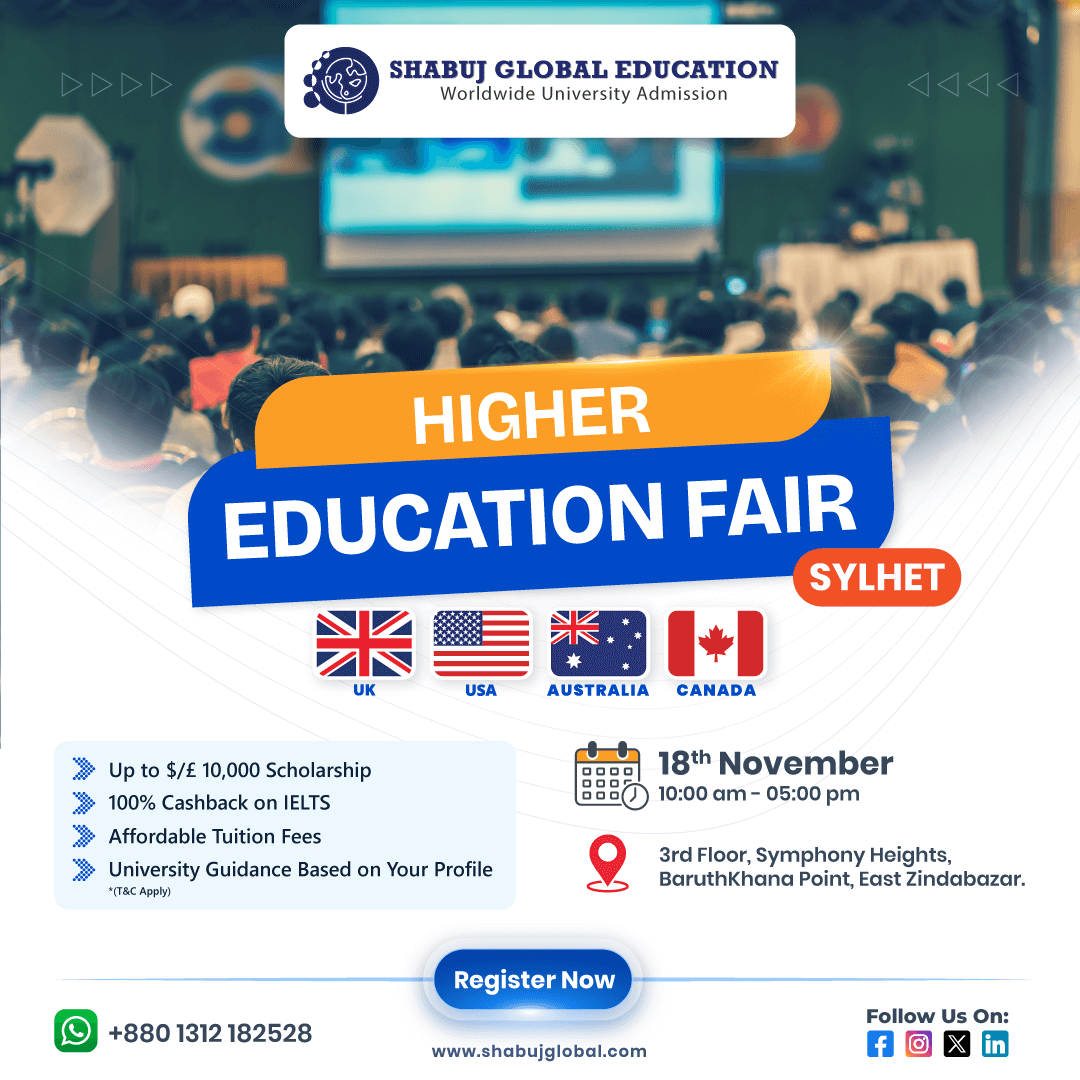 SHABUJ GLOBAL EDUCATION
Worldwide University Admission
HIGHER
EDUCATION FAIR
SYLHET
UK
USA
AUSTRALIA
CANADA
Up to $/£ 10,000 Scholarship
100% Cashback on IELTS
Affordable Tuition Fees
University Guidance Based on Your Profile
*(T&C Apply)
18th November
10:00 am - 05:00 pm
3rd Floor, Symphony Heights,
BaruthKhana Point, East Zindabazar.
Register Now
+880 1312 182528
www.shabujglobal.com
Follow Us On: